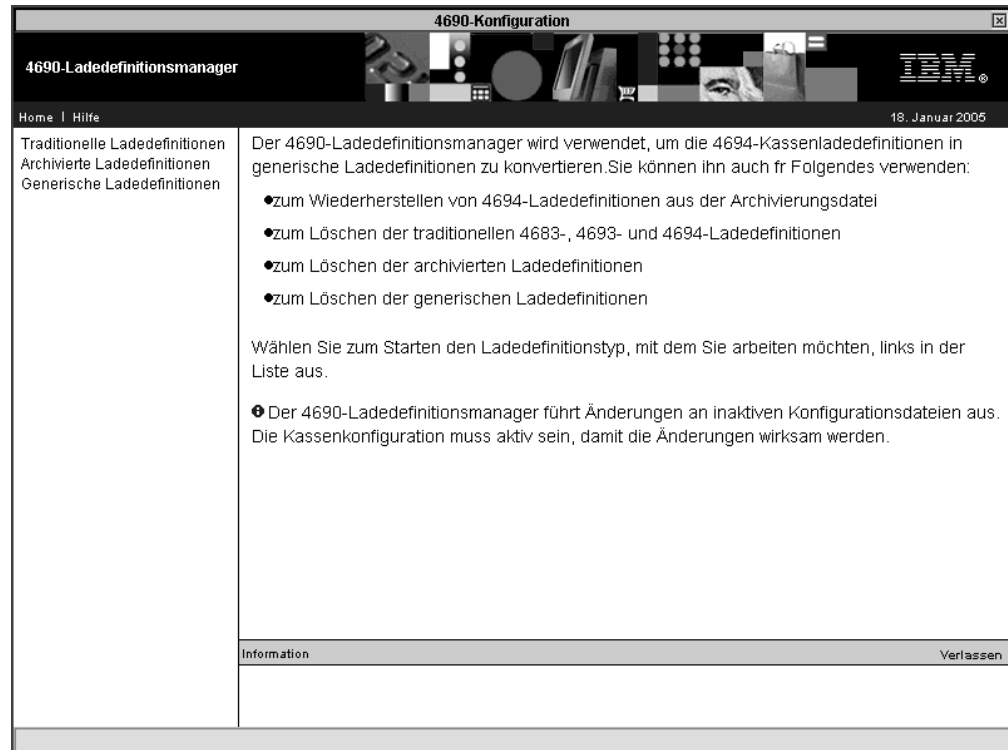 4690-Konfiguration
4690-Ladedefinitionsmanager
IBM®
Home | Hilfe
18. Januar 2005
Traditionelle Ladedefinitionen
Archivierte Ladedefinitionen
Generische Ladedefinitionen
Der 4690-Ladedefinitionsmanager wird verwendet, um die 4694-Kassenladedefinitionen in
generische Ladedefinitionen zu konvertieren.Sie können ihn auch fr Folgendes verwenden:
●zum Wiederherstellen von 4694-Ladedefinitionen aus der Archivierungsdatei
●zum Löschen der traditionellen 4683-, 4693- und 4694-Ladedefinitionen
●zum Löschen der archivierten Ladedefinitionen
●zum Löschen der generischen Ladedefinitionen
Wählen Sie zum Starten den Ladedefinitionstyp, mit dem Sie arbeiten möchten, links in der
Liste aus.
Der 4690-Ladedefinitionsmanager führt Änderungen an inaktiven Konfigurationsdateien aus.
Die Kassenkonfiguration muss aktiv sein, damit die Änderungen wirksam werden.
Information
Verlassen